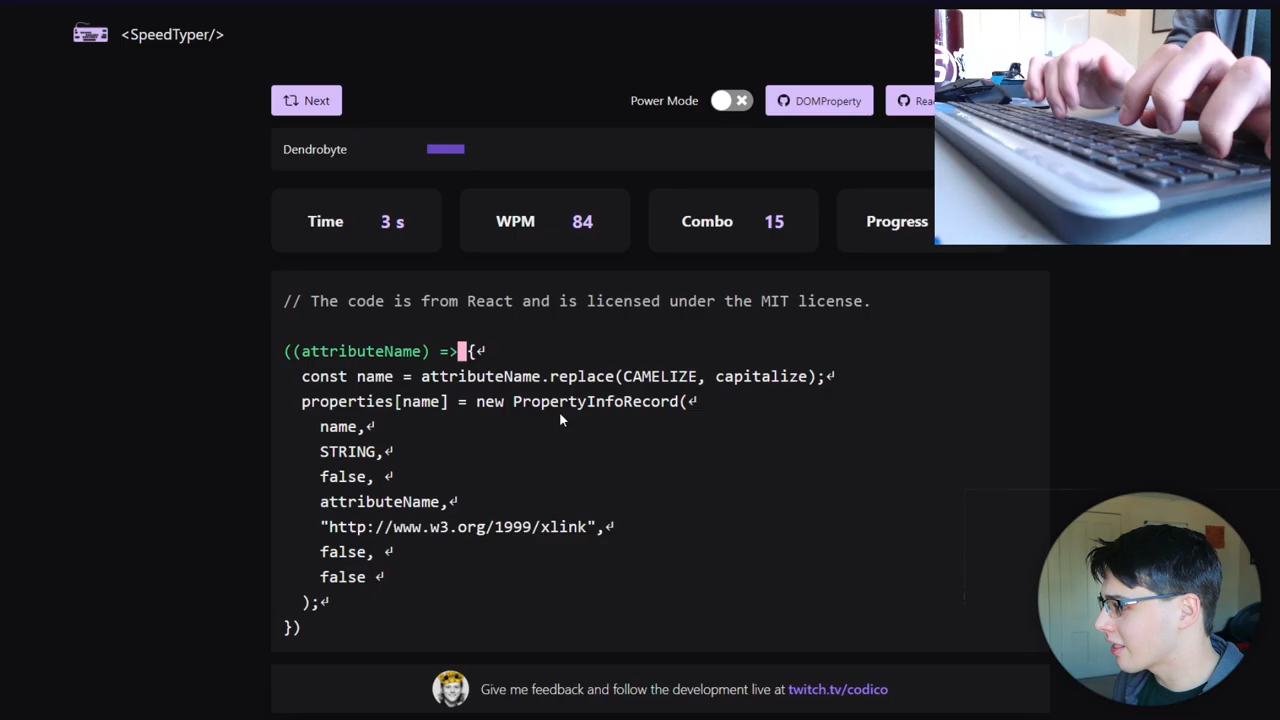 <SpeedTyper/>
Next
Power Mode
DOMProperty
Dendrobyte
Time 3 s
WPM 84
Combo 15
Progress
// The code is from React and is licensed under the MIT license.
((attributeName) => {↵
const name = attributeName.replace(CAMELIZE, capitalize);↵
properties[name] = new PropertyInfoRecord(↵
name,↵
STRING,↵
false, ↵
attributeName,↵
"http://www.w3.org/1999/xlink",↵
false, ↵
false ↵
);↵
})
Give me feedback and follow the development live at twitch.tv/codico